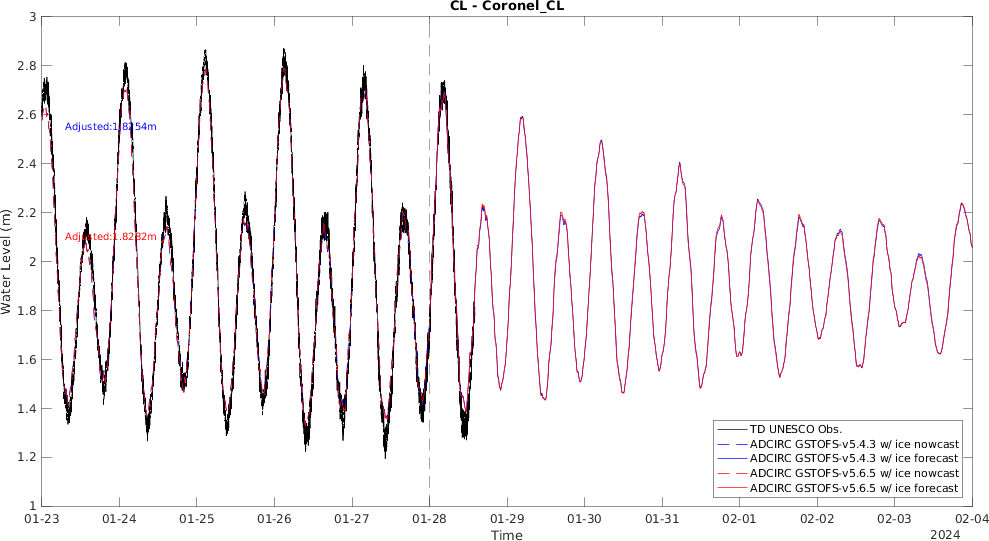 CL - Coronel_CL
3
2.8
2.6
2.4
2.2
2
1.8
1.6
1.4
1.2
1
Water Level (m)
Adjusted:1.8254m
Adjusted:1.8282m
TD UNESCO Obs.
ADCIRC GSTOFS-v5.4.3 w/ ice nowcast
ADCIRC GSTOFS-v5.4.3 w/ ice forecast
ADCIRC GSTOFS-v5.6.5 w/ ice nowcast
ADCIRC GSTOFS-v5.6.5 w/ ice forecast
01-23 01-24 01-25 01-26 01-27 01-28 01-29 01-30 01-31 02-01 02-02 02-03 02-04
Time
2024